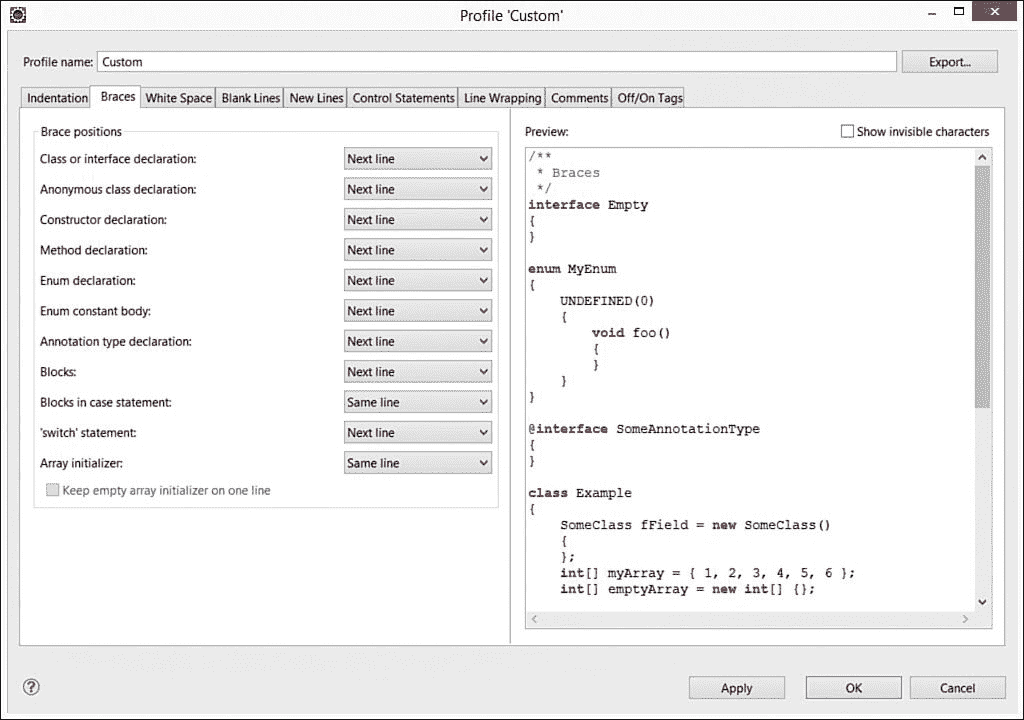 Profile 'Custom'
Profile name: Custom Export...
Indentation Braces White Space Blank Lines New Lines Control Statements Line Wrapping Comments Off/On Tags
Brace positions
Class or interface declaration: Next line
Anonymous class declaration: Next line
Constructor declaration: Next line
Method declaration: Next line
Enum declaration: Next line
Enum constant body: Next line
Annotation type declaration: Next line
Blocks: Next line
Blocks in case statement: Same line
'switch' statement: Next line
Array initializer: Same line
Keep empty array initializer on one line
Preview: Show invisible characters
/**
 * Braces
 */
interface Empty
{
}

enum MyEnum
{
    UNDEFINED(0)
    {
        void foo()
        {
        }
    }
}

@interface SomeAnnotationType
{
}

class Example
{
    SomeClass fField = new SomeClass()
    {
    };
    int[] myArray = { 1, 2, 3, 4, 5, 6 };
    int[] emptyArray = new int[] {};
? Apply OK Cancel